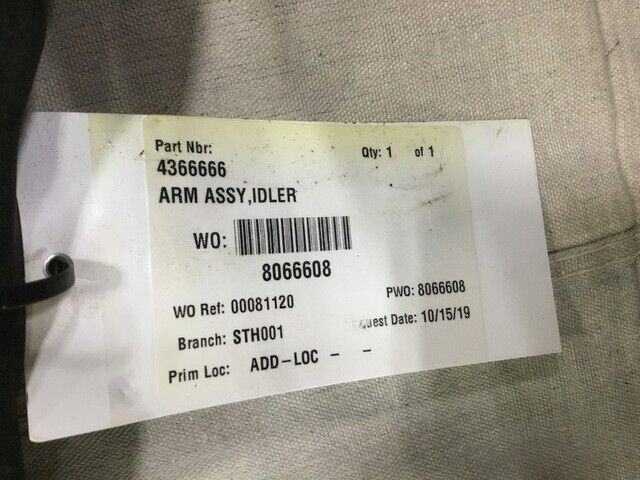 Part Nbr: Qty: 1 of 1
4366666
ARM ASSY,IDLER
WO:
8066608
WO Ref: 00081120 PWO: 8066608
Branch: STH001 Date: 10/15/19
Prim Loc: ADD-LOC - -